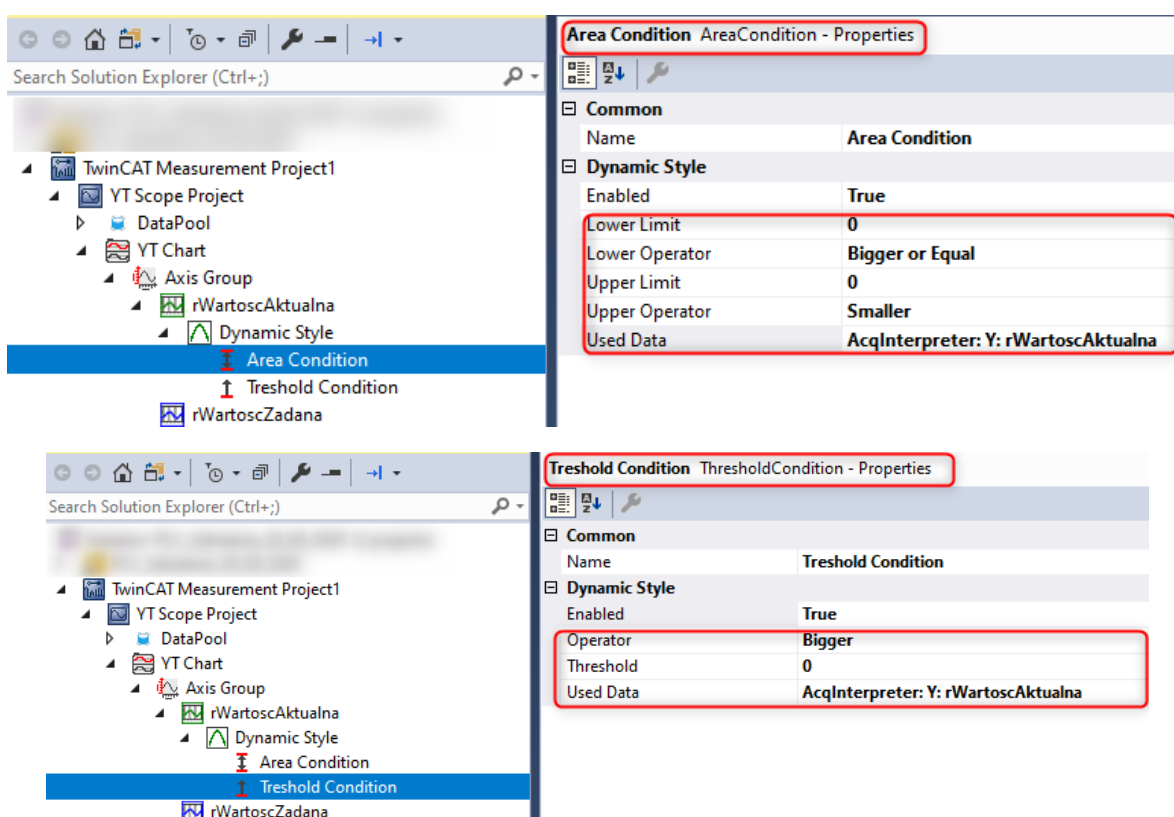 Search Solution Explorer (Ctrl+;)
TwinCAT Measurement Project1
YT Scope Project
DataPool
YT Chart
Axis Group
rWartoscAktualna
Dynamic Style
Area Condition
Treshold Condition
rWartoscZadana
Area Condition AreaCondition - Properties
Common
Name Area Condition
Dynamic Style
Enabled True
Lower Limit 0
Lower Operator Bigger or Equal
Upper Limit 0
Upper Operator Smaller
Used Data AcqInterpreter: Y: rWartoscAktualna
Search Solution Explorer (Ctrl+;)
TwinCAT Measurement Project1
YT Scope Project
DataPool
YT Chart
Axis Group
rWartoscAktualna
Dynamic Style
Area Condition
Treshold Condition
rWartoscZadana
Treshold Condition ThresholdCondition - Properties
Common
Name Treshold Condition
Dynamic Style
Enabled True
Operator Bigger
Threshold 0
Used Data AcqInterpreter: Y: rWartoscAktualna